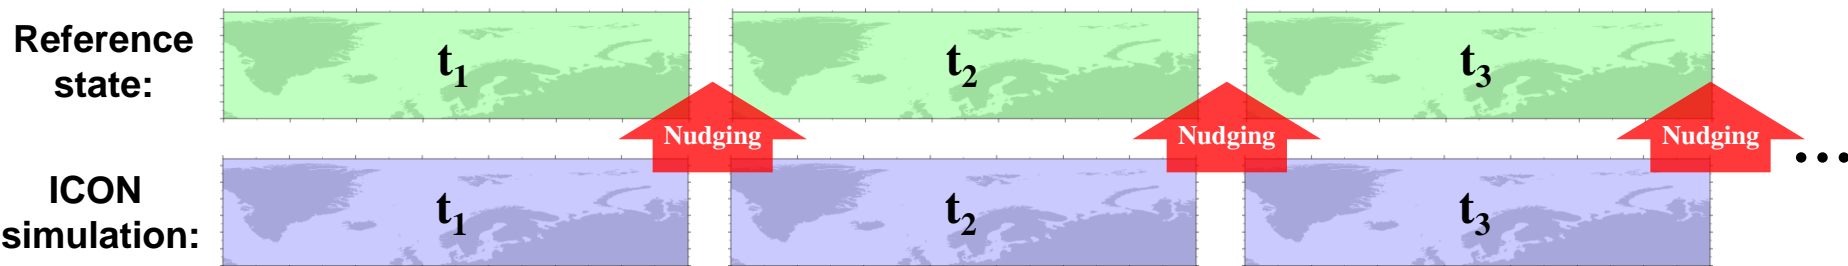 Reference
state:
t₁
t₂
t₃
Nudging
Nudging
Nudging
...
ICON
simulation:
t₁
t₂
t₃